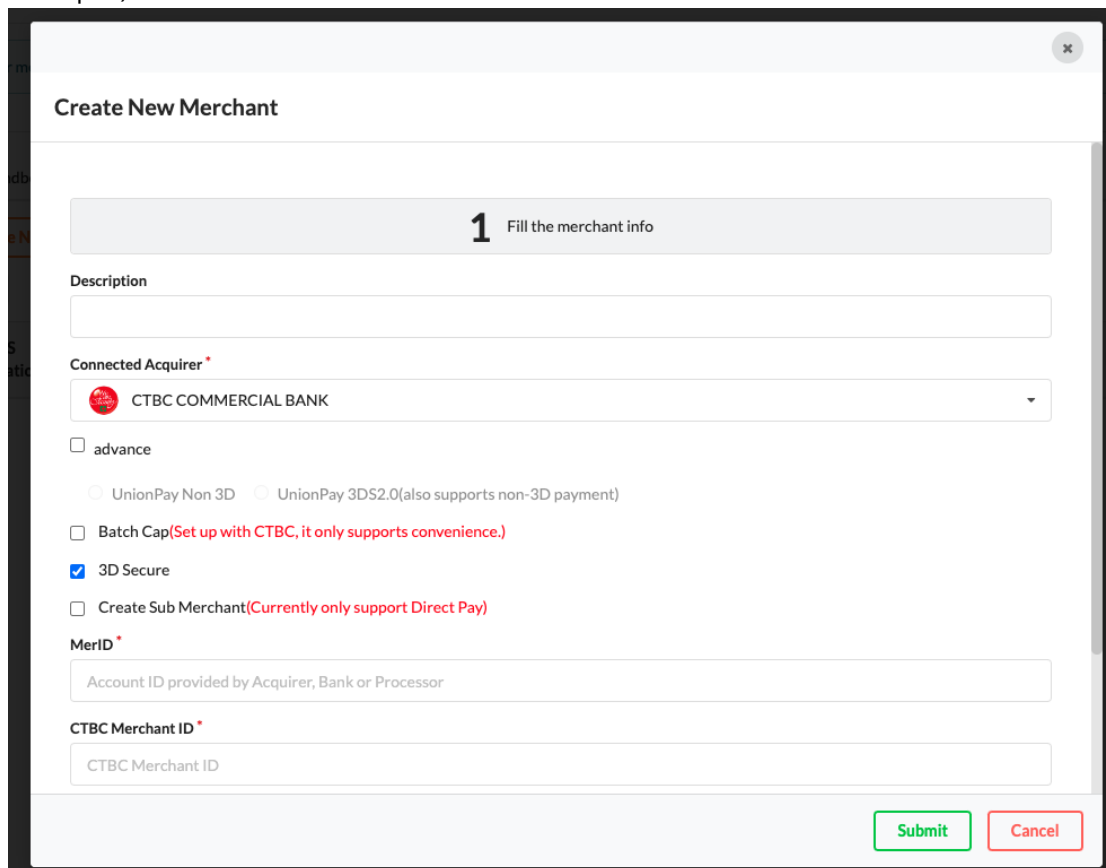 Create New Merchant
1 Fill the merchant info
Description
Connected Acquirer *
CTBC COMMERCIAL BANK
advance
UnionPay Non 3D UnionPay 3DS2.0(also supports non-3D payment)
Batch Cap(Set up with CTBC, it only supports convenience.)
3D Secure
Create Sub Merchant(Currently only support Direct Pay)
MerID *
Account ID provided by Acquirer, Bank or Processor
CTBC Merchant ID *
CTBC Merchant ID
Submit Cancel